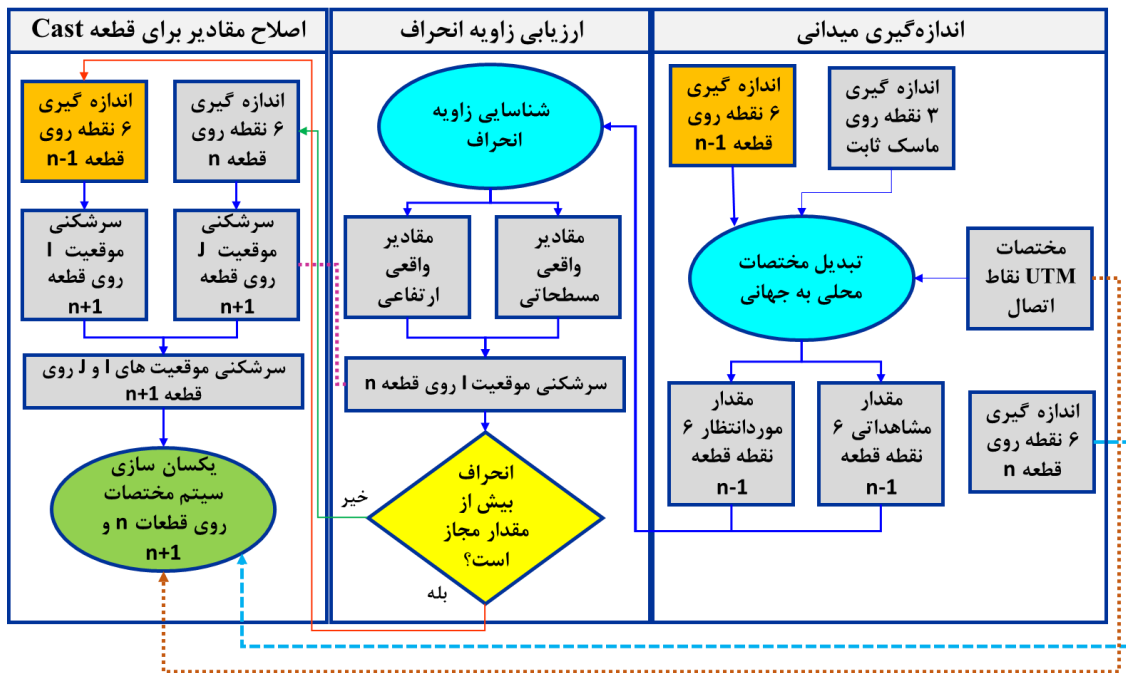 اندازه‌گیری میدانی
اندازه گیری
۶ نقطه روی
قطعه n-1
اندازه گیری
۳ نقطه روی
ماسک ثابت
تبدیل مختصات
محلی به جهانی
مختصات
UTM نقاط
اتصال
مقدار
موردانتظار ۶
نقطه قطعه
n-1
مقدار
مشاهداتی ۶
نقطه قطعه
n-1
اندازه گیری
۶ نقطه روی
قطعه n
ارزیابی زاویه انحراف
شناسایی زاویه
انحراف
مقادیر
واقعی
ارتفاعی
مقادیر
واقعی
مسطحاتی
سرشکنی موقعیت I روی قطعه n
انحراف
بیش از
مقدار مجاز
است؟
خیر
بله
اصلاح مقادیر برای قطعه Cast
اندازه گیری
۶ نقطه روی
قطعه n-1
اندازه گیری
۶ نقطه روی
قطعه n
سرشکنی
موقعیت I
روی قطعه
n+1
سرشکنی
موقعیت J
روی قطعه
n+1
سرشکنی موقعیت های I و J روی
قطعه n+1
یکسان سازی
سیتم مختصات
روی قطعات n و
n+1